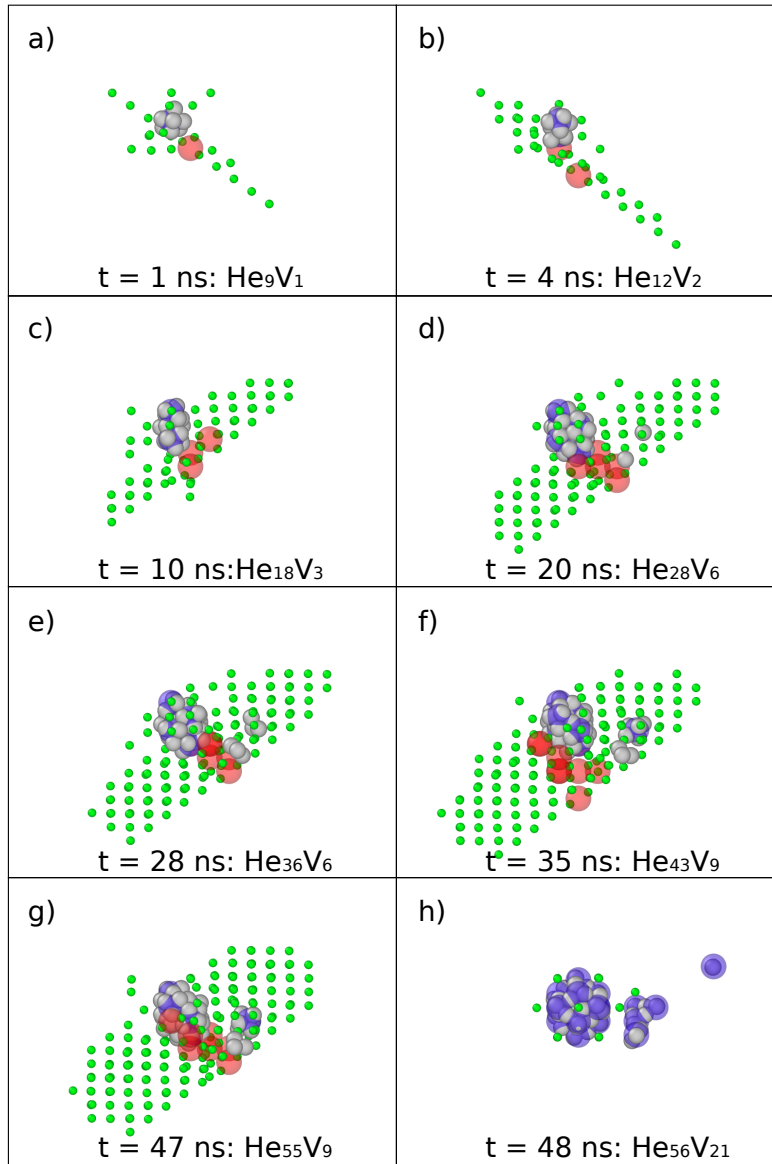 a)
t = 1 ns: He₉V₁
b)
t = 4 ns: He₁₂V₂
c)
t = 10 ns:He₁₈V₃
d)
t = 20 ns: He₂₈V₆
e)
t = 28 ns: He₃₆V₆
f)
t = 35 ns: He₄₃V₉
g)
t = 47 ns: He₅₅V₉
h)
t = 48 ns: He₅₆V₂₁